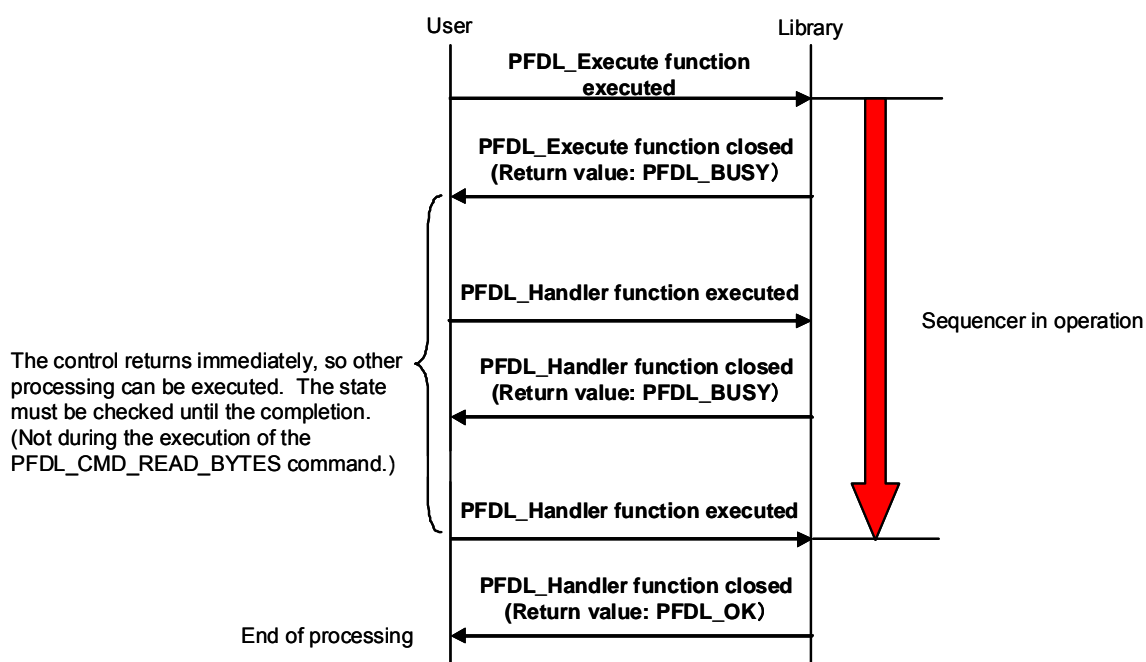 User
Library
PFDL_Execute function
executed
PFDL_Execute function closed
(Return value: PFDL_BUSY)
PFDL_Handler function executed
Sequencer in operation
The control returns immediately, so other
processing can be executed.  The state
must be checked until the completion.
(Not during the execution of the
PFDL_CMD_READ_BYTES command.)
PFDL_Handler function closed
(Return value: PFDL_BUSY)
PFDL_Handler function executed
PFDL_Handler function closed
(Return value: PFDL_OK)
End of processing